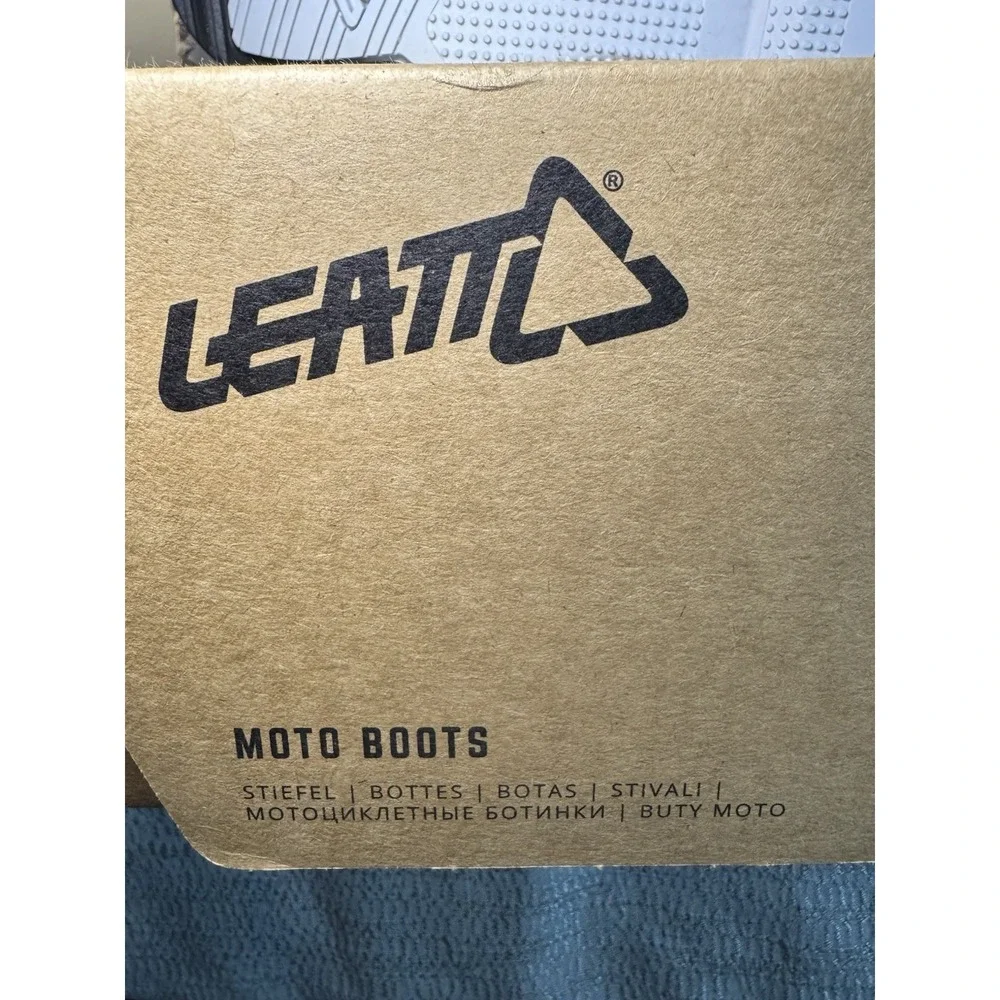 LEATT®
MOTO BOOTS
STIEFEL | BOTTES | BOTAS | STIVALI |
МОТОЦИКЛЕТНЫЕ БОТИНКИ | BUTY MOTO